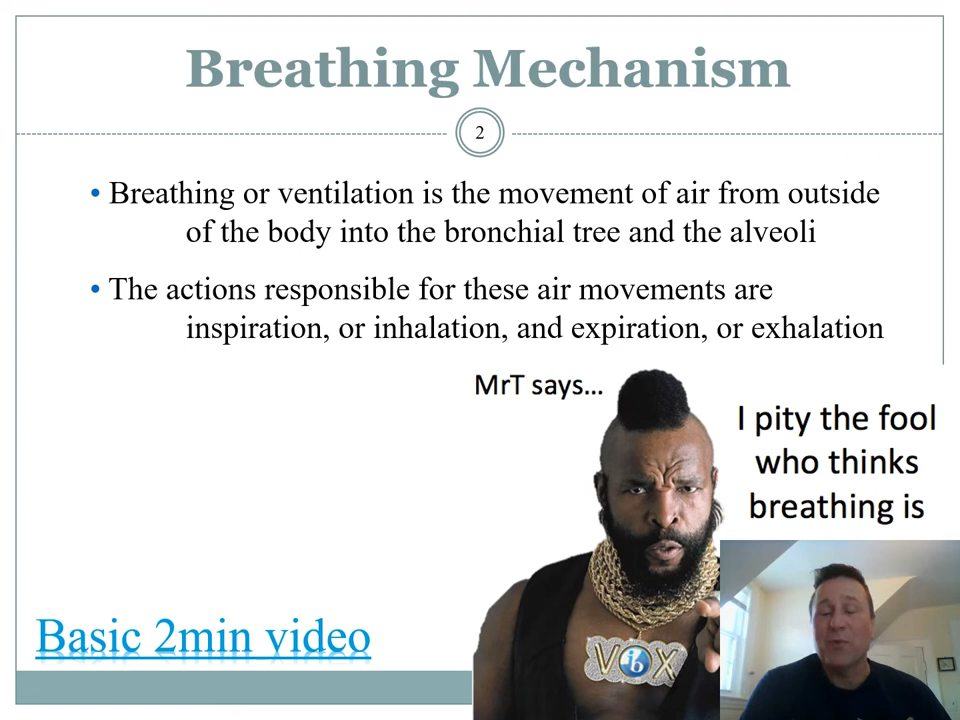 Breathing Mechanism
2
• Breathing or ventilation is the movement of air from outside
of the body into the bronchial tree and the alveoli
• The actions responsible for these air movements are
inspiration, or inhalation, and expiration, or exhalation
MrT says...
I pity the fool
who thinks
breathing is
Basic 2min video
VOX
ib